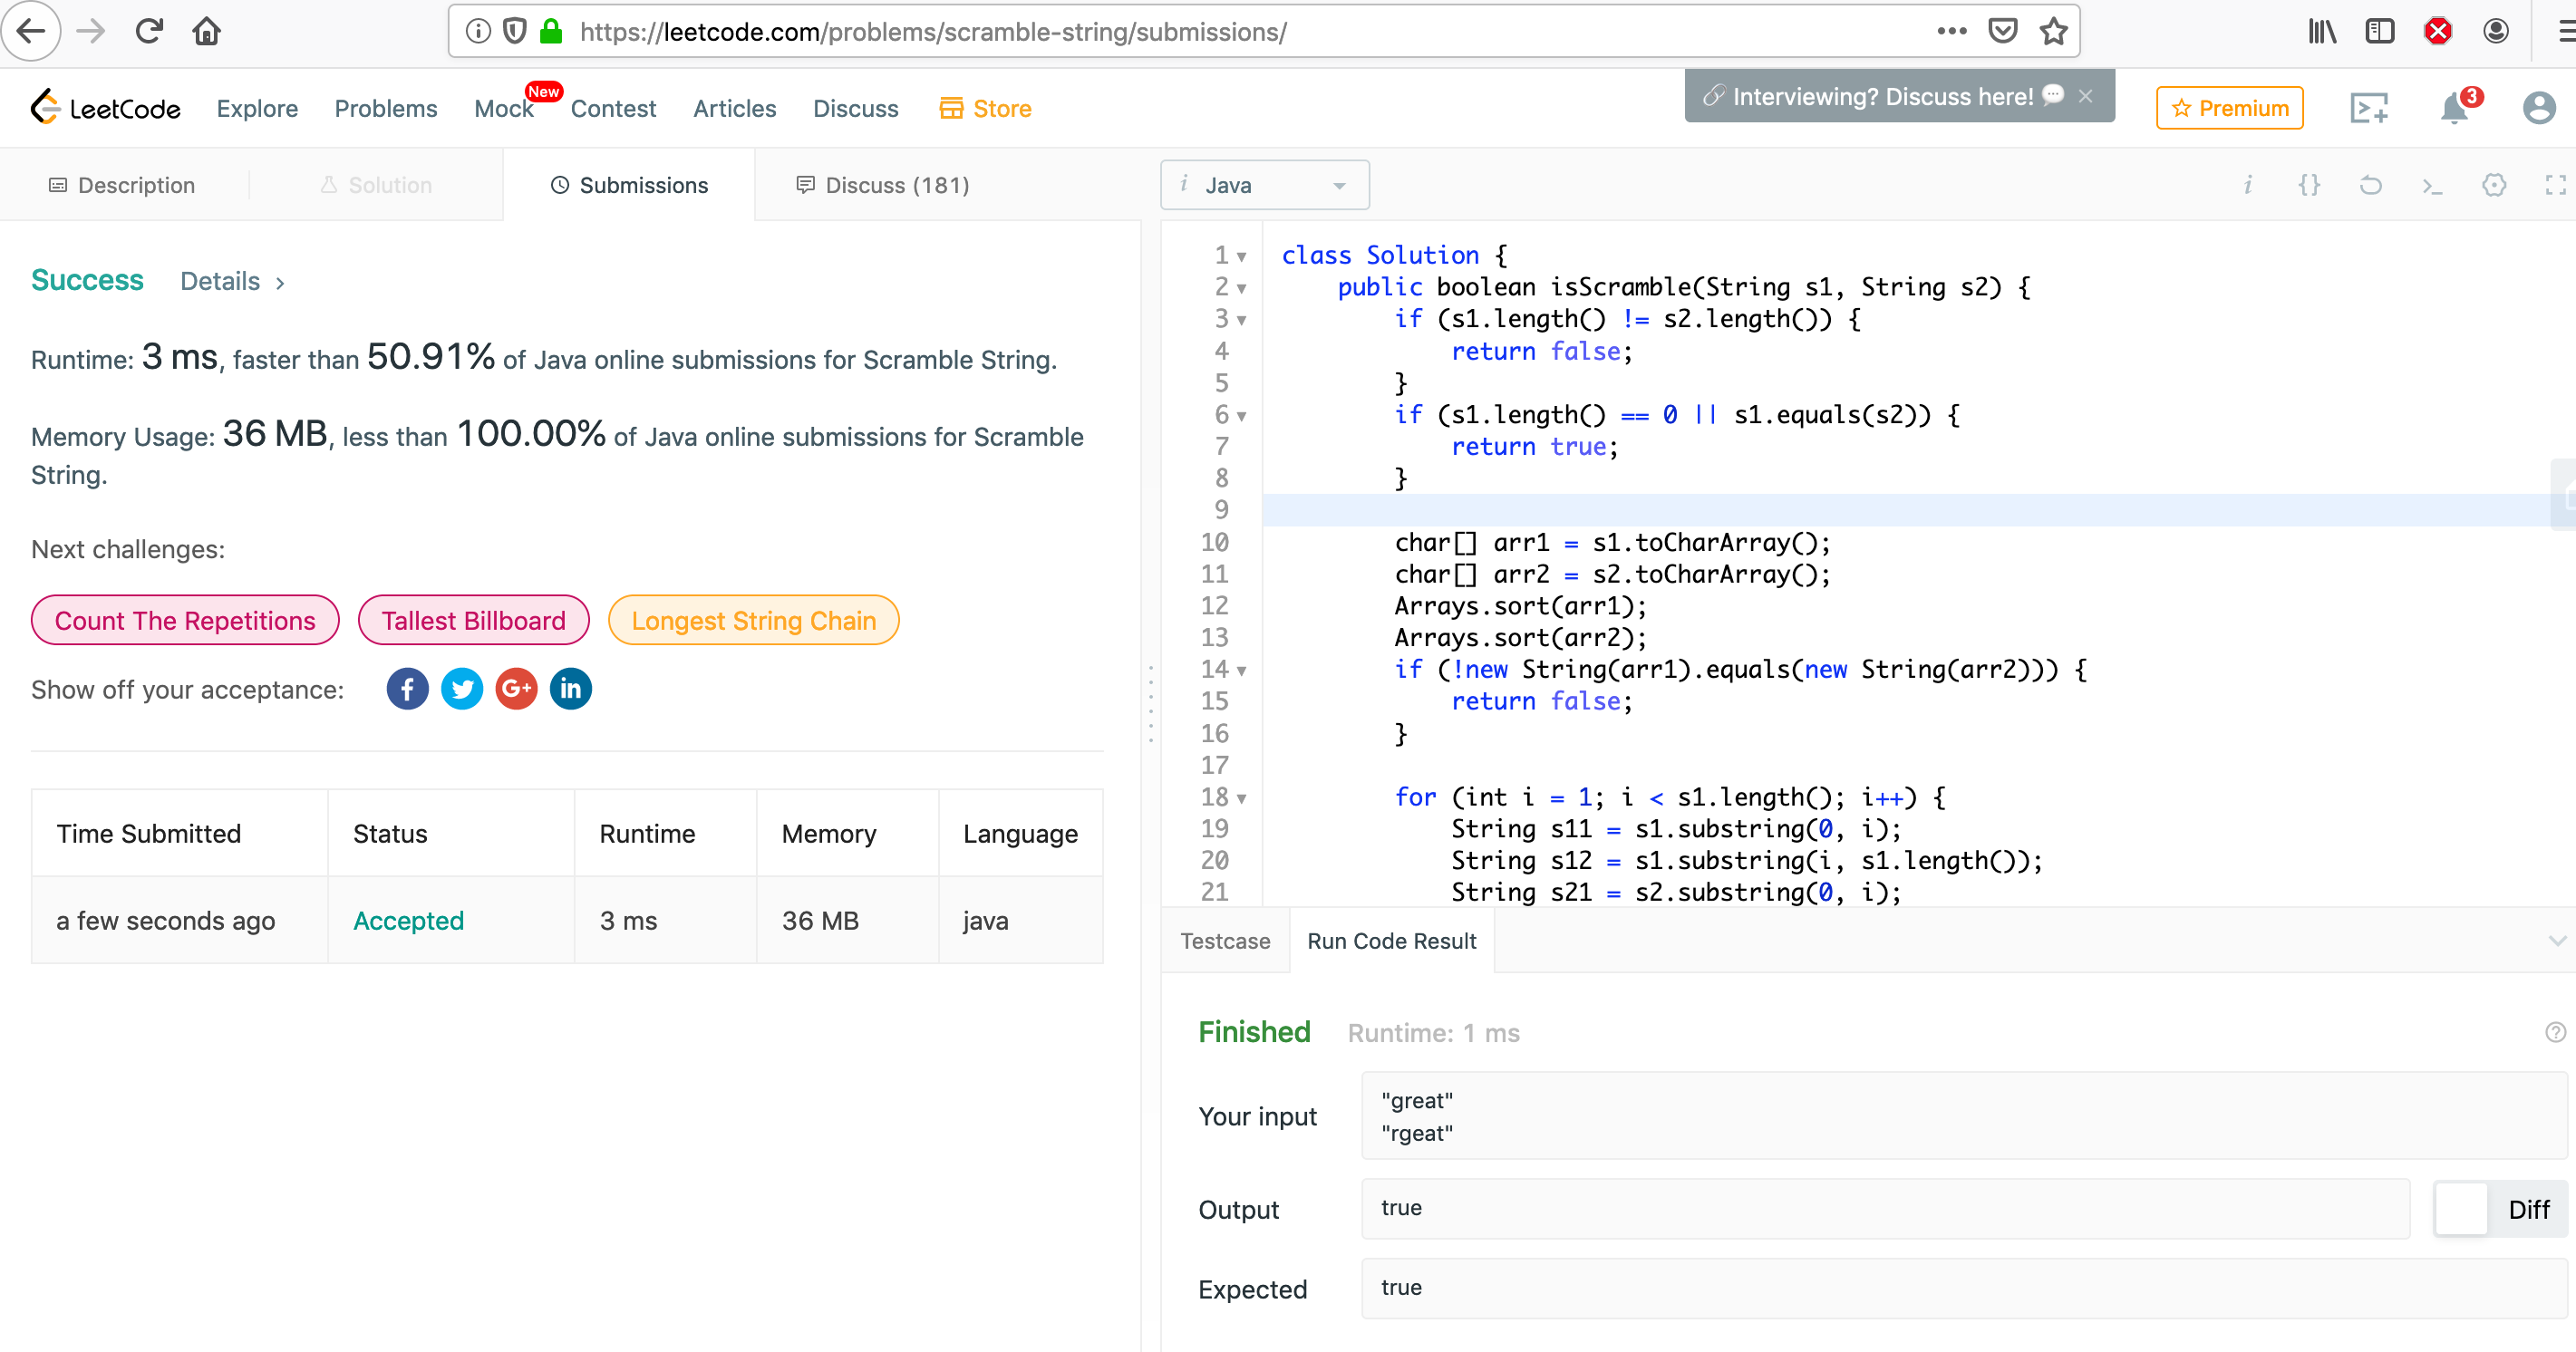 https://leetcode.com/problems/scramble-string/submissions/
LeetCode Explore Problems Mock New Contest Articles Discuss Store
Interviewing? Discuss here!
Premium
3
Description Solution Submissions Discuss (181)
Success Details
Runtime: 3 ms, faster than 50.91% of Java online submissions for Scramble String.
Memory Usage: 36 MB, less than 100.00% of Java online submissions for Scramble
String.
Next challenges:
Count The Repetitions Tallest Billboard Longest String Chain
Show off your acceptance:
Time Submitted Status Runtime Memory Language
a few seconds ago Accepted 3 ms 36 MB java
i Java
1 class Solution {
2 public boolean isScramble(String s1, String s2) {
3 if (s1.length() != s2.length()) {
4 return false;
5 }
6 if (s1.length() == 0 || s1.equals(s2)) {
7 return true;
8 }
9
10 char[] arr1 = s1.toCharArray();
11 char[] arr2 = s2.toCharArray();
12 Arrays.sort(arr1);
13 Arrays.sort(arr2);
14 if (!new String(arr1).equals(new String(arr2))) {
15 return false;
16 }
17
18 for (int i = 1; i < s1.length(); i++) {
19 String s11 = s1.substring(0, i);
20 String s12 = s1.substring(i, s1.length());
21 String s21 = s2.substring(0, i);
Testcase Run Code Result
Finished Runtime: 1 ms
Your input
"great"
"rgeat"
Output true Diff
Expected true